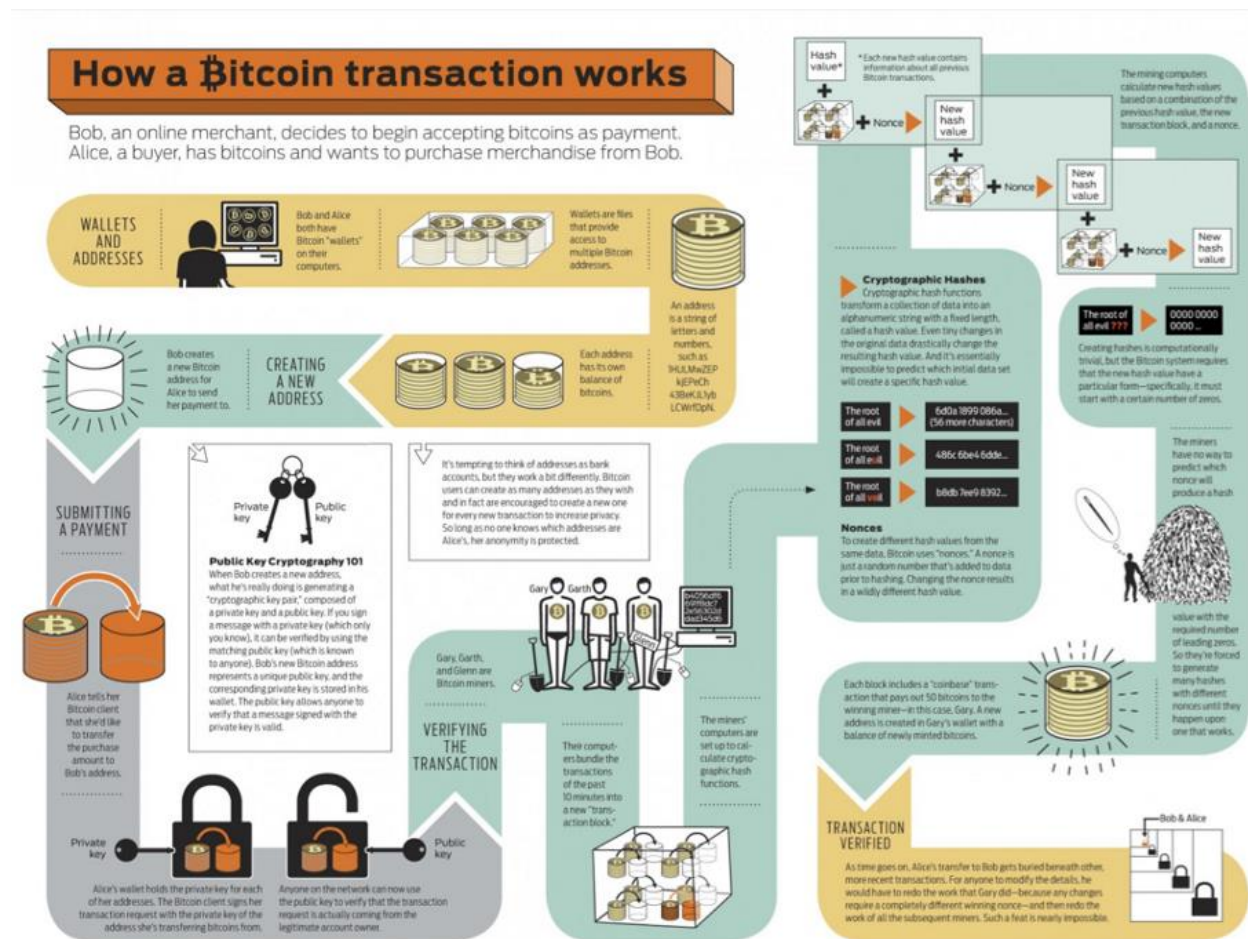 How a Bitcoin transaction works
Bob, an online merchant, decides to begin accepting bitcoins as payment.
Alice, a buyer, has bitcoins and wants to purchase merchandise from Bob.
WALLETS
AND
ADDRESSES
Bob and Alice
both have
Bitcoin "wallets"
on their
computers.
Wallets are files
that provide
access to
multiple Bitcoin
addresses.
An address
is a string of
letters and
numbers,
such as
LCWrfDpN.
Each address
has its own
balance of
bitcoins.
CREATING
A NEW
ADDRESS
Bob creates
a new Bitcoin
address for
Alice to send
her payment to.
SUBMITTING
A PAYMENT
Alice tells her
Bitcoin client
that she'd like
to transfer
the purchase
amount to
Bob's address.
Private
key
Public
key
Public Key Cryptography 101
When Bob creates a new address,
what he's really doing is generating a
"cryptographic key pair," composed of
a private key and a public key. If you sign
a message with a private key (which only
you know), it can be verified by using the
matching public key (which is known
to anyone). Bob's new Bitcoin address
represents a unique public key, and the
corresponding private key is stored in his
wallet. The public key allows anyone to
verify that a message signed with the
private key is valid.
It's tempting to think of addresses as bank
accounts, but they work a bit differently. Bitcoin
users can create as many addresses as they wish
and in fact are encouraged to create a new one
for every new transaction to increase privacy.
So long as no one knows which addresses are
Alice's, her anonymity is protected.
Private
key
Alice's wallet holds the private key for each
of her addresses. The Bitcoin client signs her
transaction request with the private key of the
address she's transferring bitcoins from.
Public
key
Anyone on the network can now use
the public key to verify that the transaction
request is actually coming from the
legitimate account owner.
VERIFYING
THE
TRANSACTION
Gary, Garth,
and Glenn are
Bitcoin miners.
Gary
Garth
Glenn
Their comput-
ers bundle the
transactions
of the past
10 minutes into
a new "trans-
action block."
The miners'
computers are
set up to cal-
culate crypto-
graphic hash
functions.
Hash
value*
* Each new hash value contains
information about all previous
Bitcoin transactions.
+
+ Nonce
New
hash
value
+
+ Nonce
New
hash
value
+
+ Nonce
New
hash
value
The mining computers
calculate new hash values
based on a combination of the
previous hash value, the new
transaction block, and a nonce.
Cryptographic Hashes
Cryptographic hash functions
transform a collection of data into an
alphanumeric string with a fixed length,
called a hash value. Even tiny changes in
the original data drastically change the
resulting hash value. And it's essentially
impossible to predict which initial data set
will create a specific hash value.
The root
of all evil
6d0a 1899 086a...
(56 more characters)
The root
of all
486c 6be4 6dde...
The root
of all
b8db 7ee9 8392...
Nonces
To create different hash values from the
same data, Bitcoin uses "nonces." A nonce is
just a random number that's added to data
prior to hashing. Changing the nonce results
in a wildly different hash value.
The root of
all evil ???
0000 0000
0000 ...
Creating hashes is computationally
trivial, but the Bitcoin system requires
that the new hash value have a
particular form—specifically, it must
start with a certain number of zeros.
The miners
have no way to
predict which
nonce will
produce a hash
value with the
required number
of leading zeros.
So they're forced
to generate
many hashes
with different
nonces until they
happen upon
one that works.
Each block includes a "coinbase" trans-
action that pays out 50 bitcoins to the
winning miner—in this case, Gary. A new
address is created in Gary's wallet with a
balance of newly minted bitcoins.
TRANSACTION
VERIFIED
Bob & Alice
As time goes on, Alice's transfer to Bob gets buried beneath other,
more recent transactions. For anyone to modify the details, he
would have to redo the work that Gary did—because any changes
require a completely different winning nonce—and then redo the
work of all the subsequent miners. Such a feat is nearly impossible.